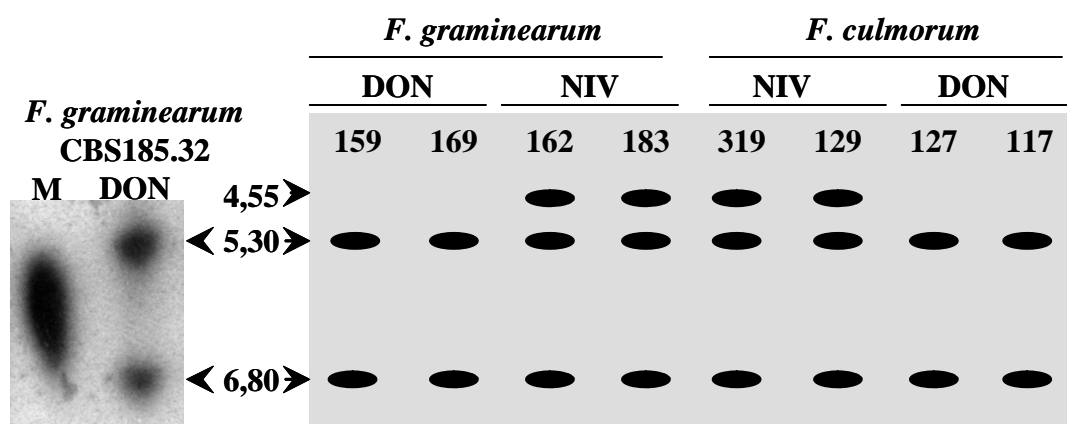 F. graminearum F. culmorum
DON NIV NIV DON
F. graminearum
CBS185.32
M DON
159 169 162 183 319 129 127 117
4,55
5,30
6,80